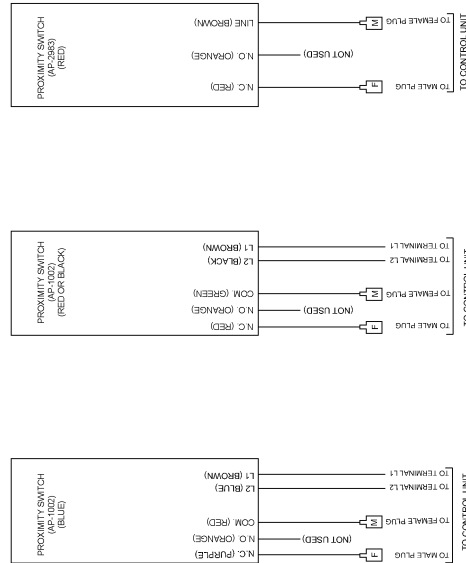 PROXIMITY SWITCH
(AP-2983)
(RED)
LINE (BROWN)
N.O. (ORANGE)
N.C. (RED)
(NOT USED)
M
F
TO FEMALE PLUG
TO MALE PLUG
TO CONTROL UNIT
PROXIMITY SWITCH
(AP-1002)
(RED OR BLACK)
L1 (BROWN)
L2 (BLACK)
COM. (GREEN)
N.O. (ORANGE)
N.C. (RED)
(NOT USED)
M
F
TO TERMINAL L1
TO TERMINAL L2
TO FEMALE PLUG
TO MALE PLUG
TO CONTROL UNIT
PROXIMITY SWITCH
(AP-1002)
(BLUE)
L1 (BROWN)
L2 (BLUE)
COM. (RED)
N.O. (ORANGE)
N.C. (PURPLE)
(NOT USED)
M
F
TO TERMINAL L1
TO TERMINAL L2
TO FEMALE PLUG
TO MALE PLUG
TO CONTROL UNIT